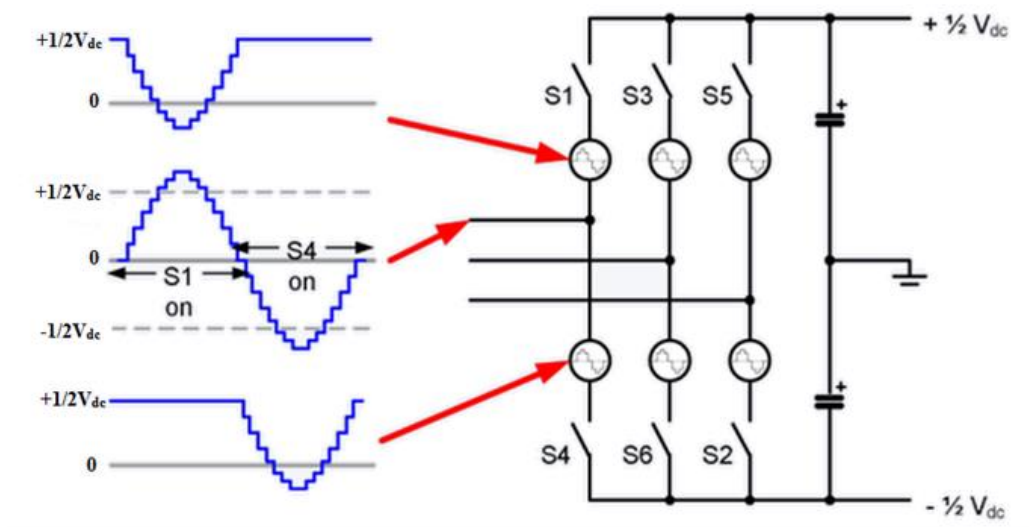 +1/2Vdc
0
+1/2Vdc
0
S4
on
S1
on
-1/2Vdc
+1/2Vdc
0
+ ½ Vdc
S1
S3
S5
+
+
S4
S6
S2
- ½ Vdc